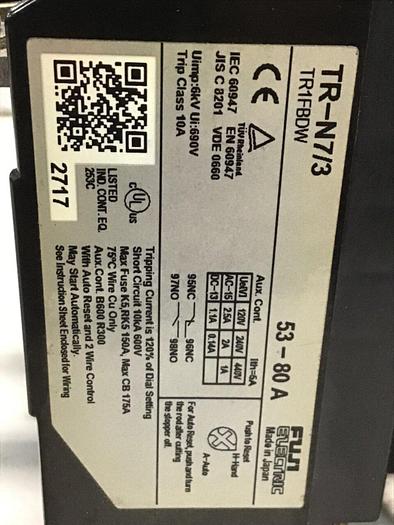 TR-N7/3
TR1FBDW
CE
TÜV Rheinland
IEC 60947 EN 60947
JIS C 8201 VDE 0660
Uimp:6kV Ui:690V
Trip Class 10A
2717
53-80 A
Aux. Cont. Ith=5A
Ue(V) 120V 240V 440V
AC-15 2.5A 2A 1A
DC-13 1.1A 0.14A
95NC 96NC
97NO 98NO
FUJI
ELECTRIC
Made in Japan
Push to Reset
H-Hand
A-Auto
For Auto Reset, push and turn
the rod after cutting
the stopper off.
c UL us
LISTED
IND. CONT. EQ.
253C
Tripping Current is 120% of Dial Setting
Short Circuit 10kA 600V
Max Fuse K5,RK5 150A, Max CB 175A
75°C Wire Cu Only
Aux. Cont. B600 R300
With Auto Reset and 2 Wire Control
May Start Automatically.
See Instruction Sheet Enclosed for Wiring